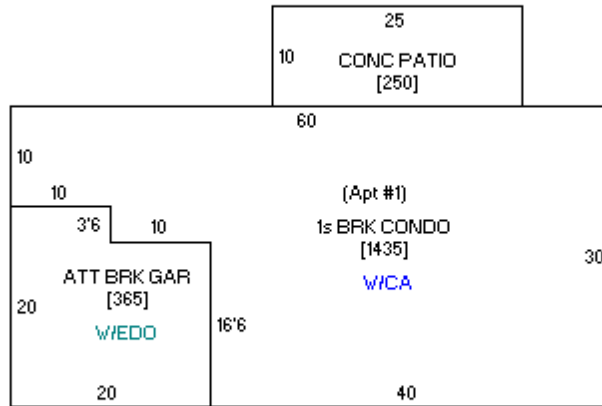 25
10
CONC PATIO
[250]
60
10
10
(Apt #1)
3'6
10
1s BRK CONDO
[1435]
30
ATT BRK GAR
[365]
W/CA
20
W/EDO
16'6
20
40